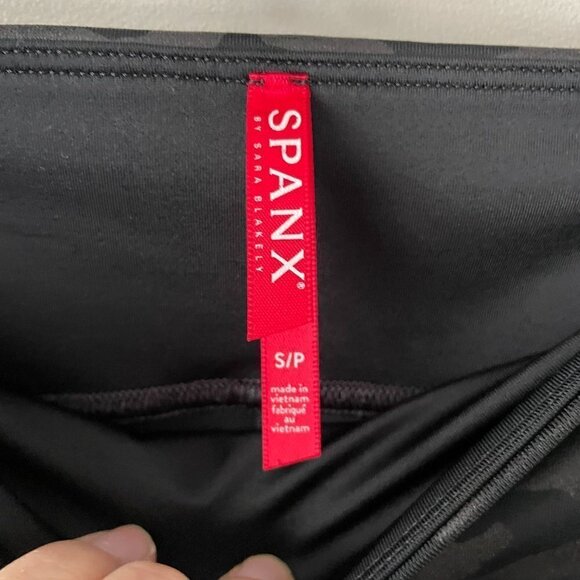 SPANX®
BY SARA BLAKELY
S/P
made in
vietnam
fabriqué
au
vietnam